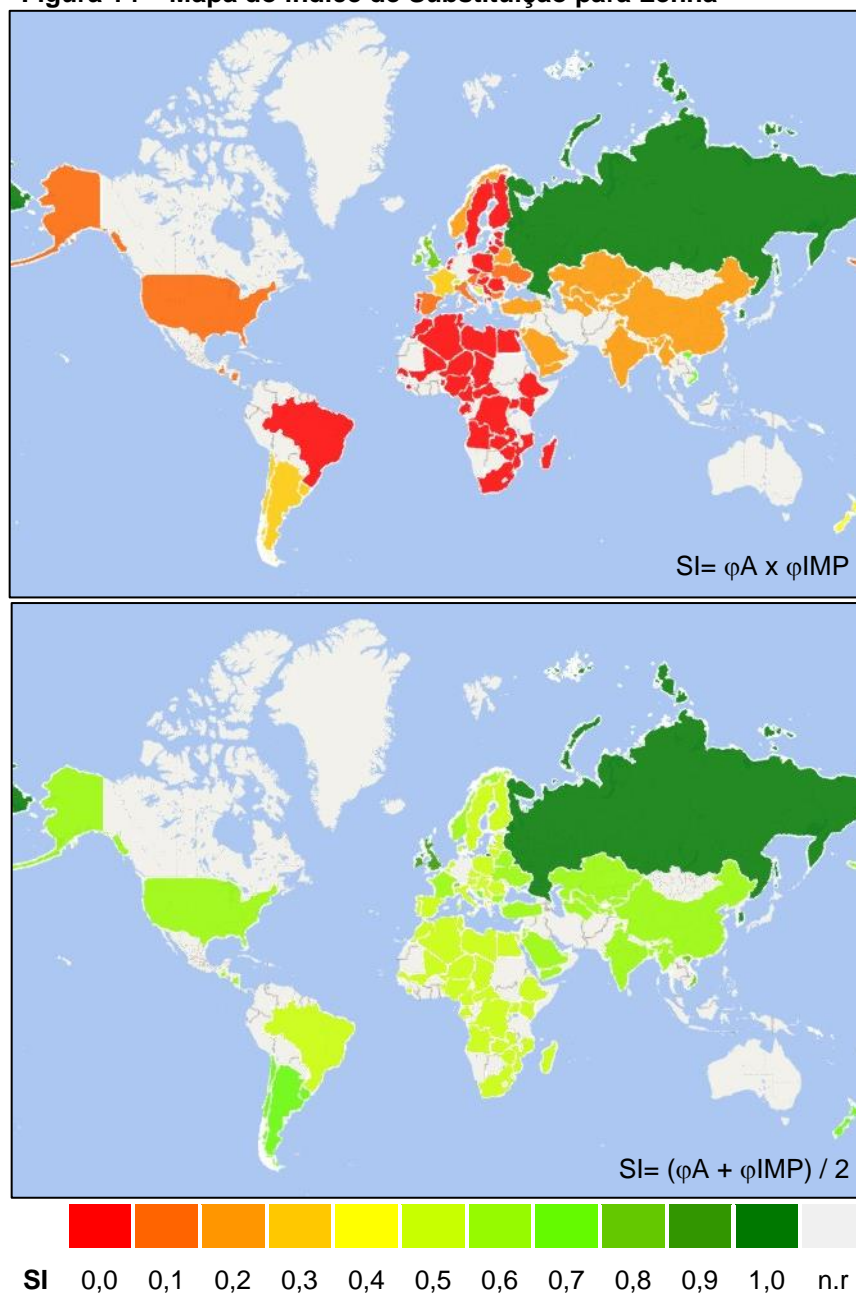 SI= φA x φIMP
SI= (φA + φIMP) / 2
SI 0,0 0,1 0,2 0,3 0,4 0,5 0,6 0,7 0,8 0,9 1,0 n.r